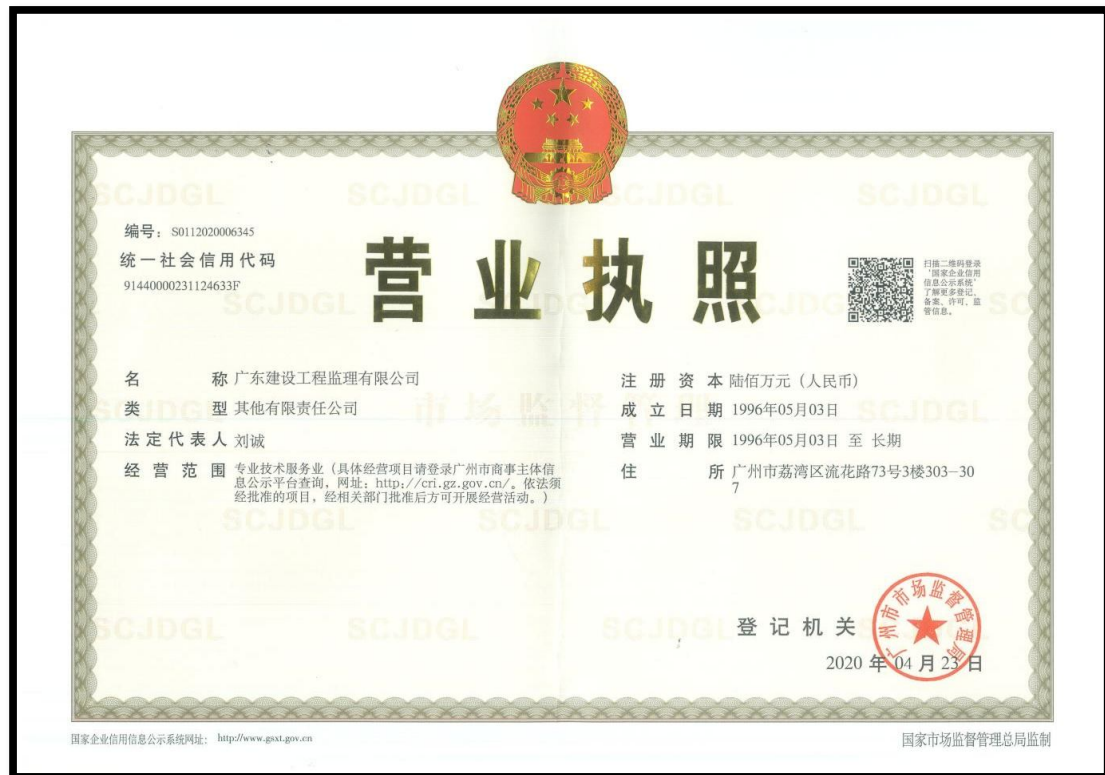 编号： S0112020006345
统一社会信用代码
91440000231124633F
营业执照
扫描二维码登录
‘国家企业信用
信息公示系统’
了解更多登记、
备案、许可、监
管信息。
名称 广东建设工程监理有限公司
类型 其他有限责任公司
法定代表人 刘诚
经营范围 专业技术服务业（具体经营项目请登录广州市商事主体信
息公示平台查询，网址：http://cri.gz.gov.cn/。依法须
经批准的项目，经相关部门批准后方可开展经营活动。）
注册资本 陆佰万元（人民币）
成立日期 1996年05月03日
营业期限 1996年05月03日 至 长期
住所 广州市荔湾区流花路73号3楼303-30
7
市场监督管理
SCJDGL
登记机关
广州市市场监督管理局
2020 年 04 月 23 日
国家企业信用信息公示系统网址： http://www.gsxt.gov.cn
国家市场监督管理总局监制